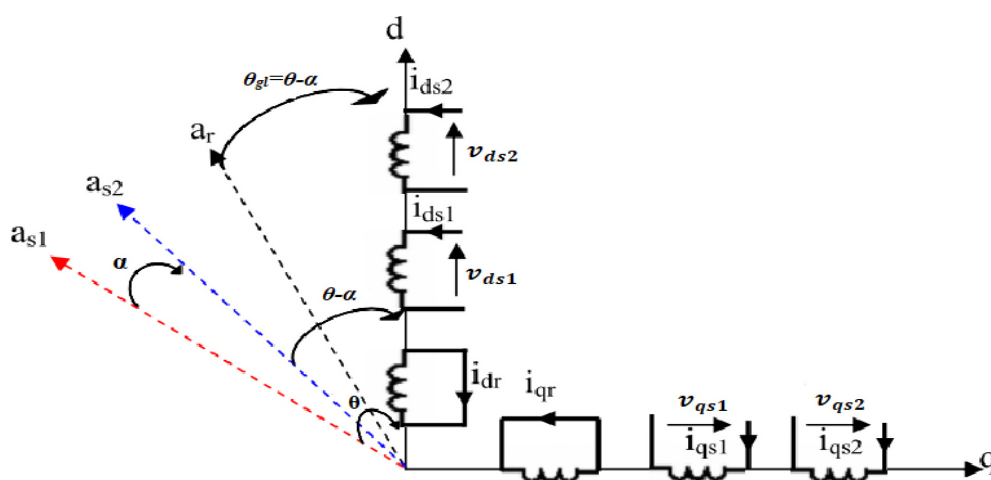 d
θgl=θ-α
ids2
ar
vds2
as2
ids1
as1
α
vds1
θ-α
idr
iqr
θ
vqs1
vqs2
iqs1
iqs2
q